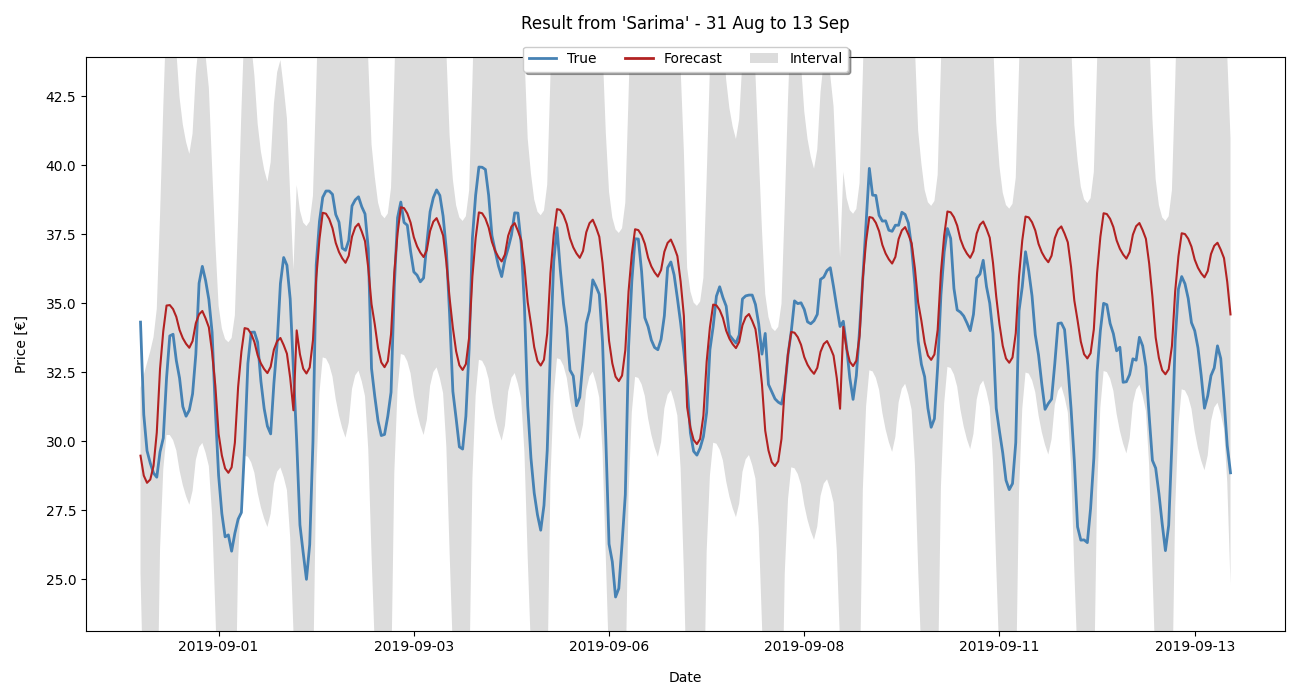 Result from 'Sarima' - 31 Aug to 13 Sep
True Forecast Interval
Price [€]
42.5
40.0
37.5
35.0
32.5
30.0
27.5
25.0
2019-09-01 2019-09-03 2019-09-06 2019-09-08 2019-09-11 2019-09-13
Date